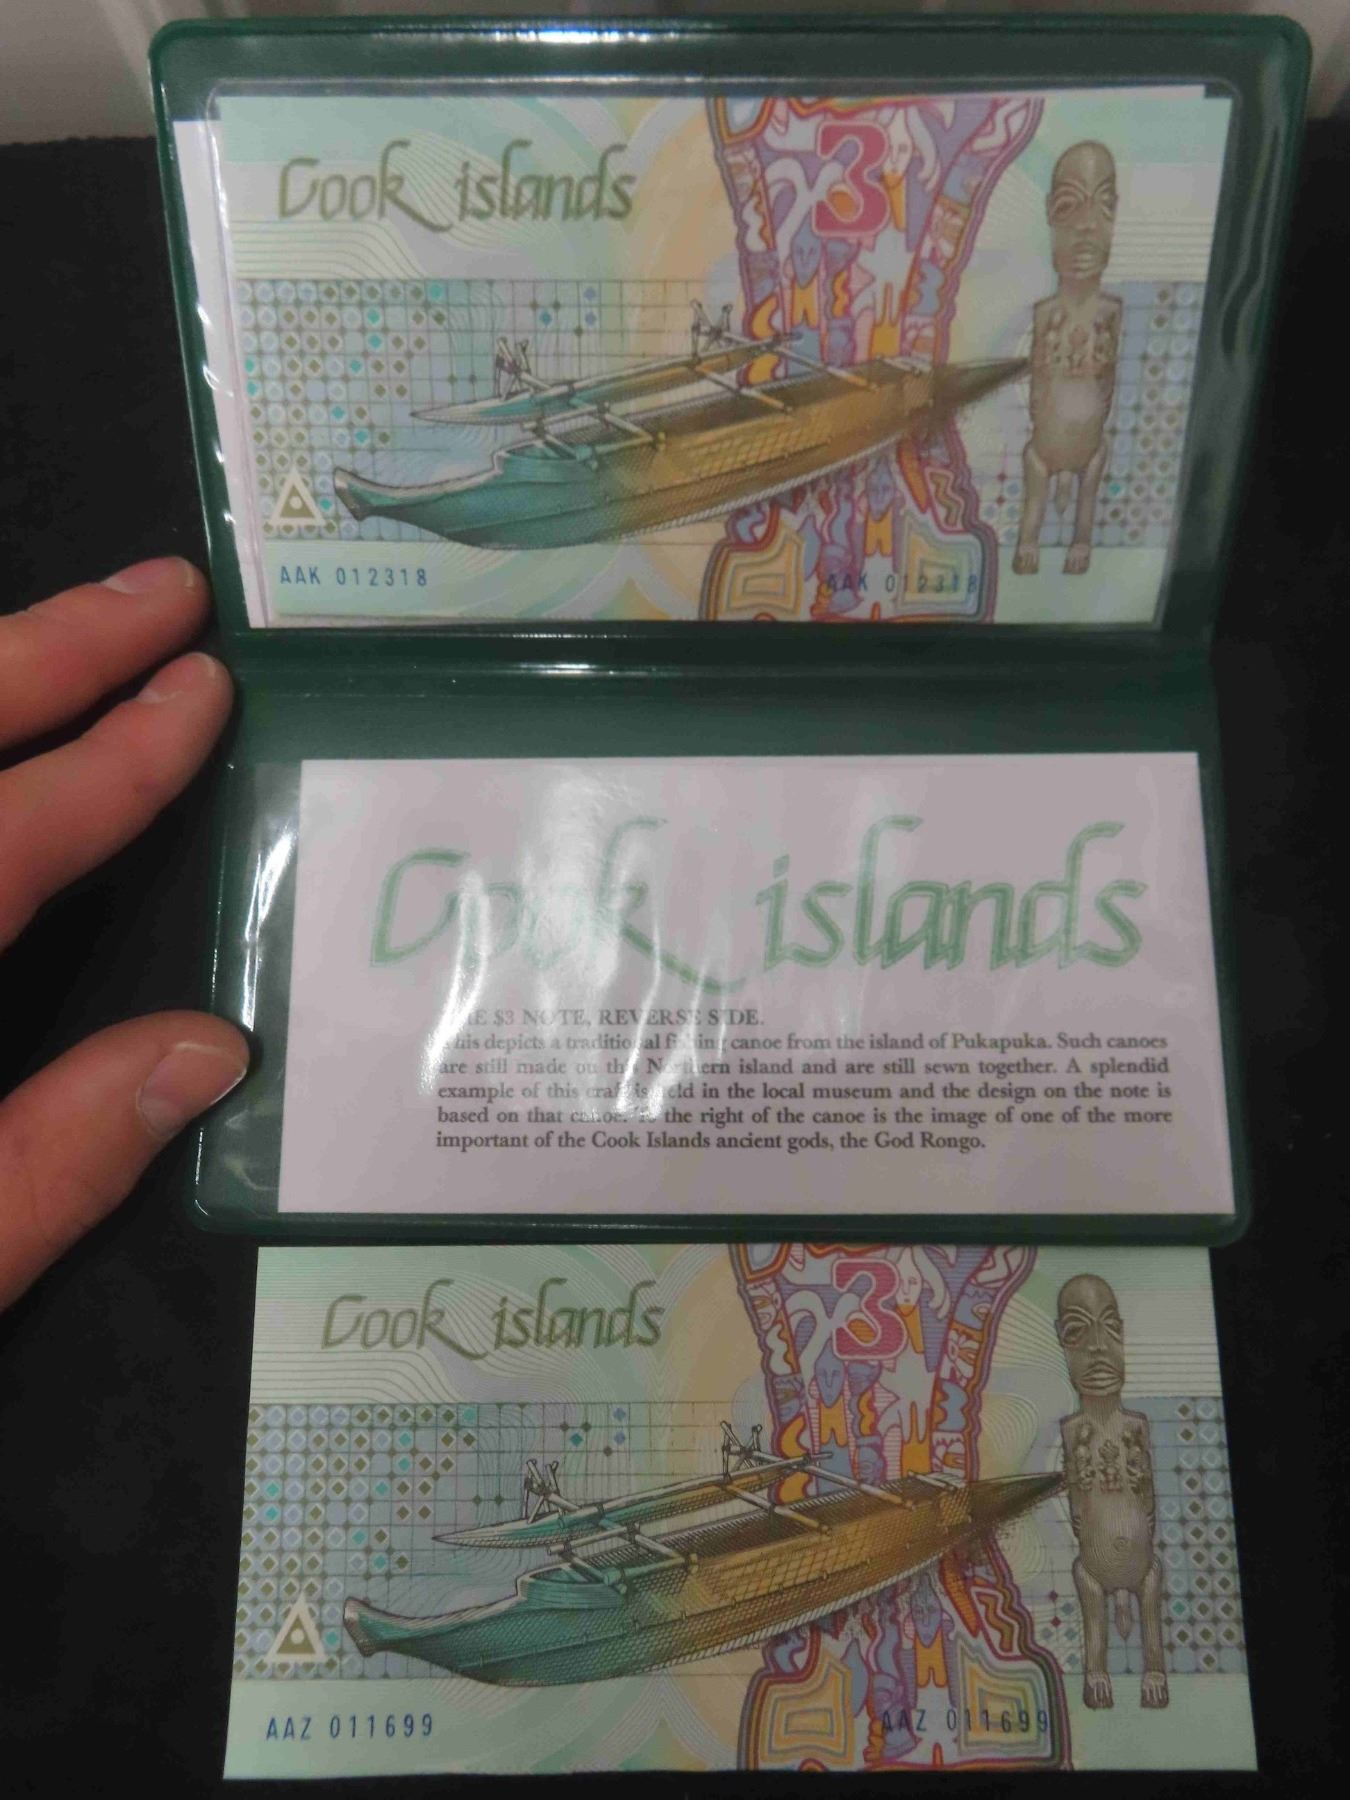 Cook islands
3
AAK 012318
AAK 012318
Cook islands
$3 NOTE, REVERSE SIDE.
This depicts a traditional fishing canoe from the island of Pukapuka. Such canoes
are still made on this Northern island and are still sewn together. A splendid
example of this craft is held in the local museum and the design on the note is
based on that canoe. To the right of the canoe is the image of one of the more
important of the Cook Islands ancient gods, the God Rongo.
Cook islands
3
AAZ 011699
AAZ 011699